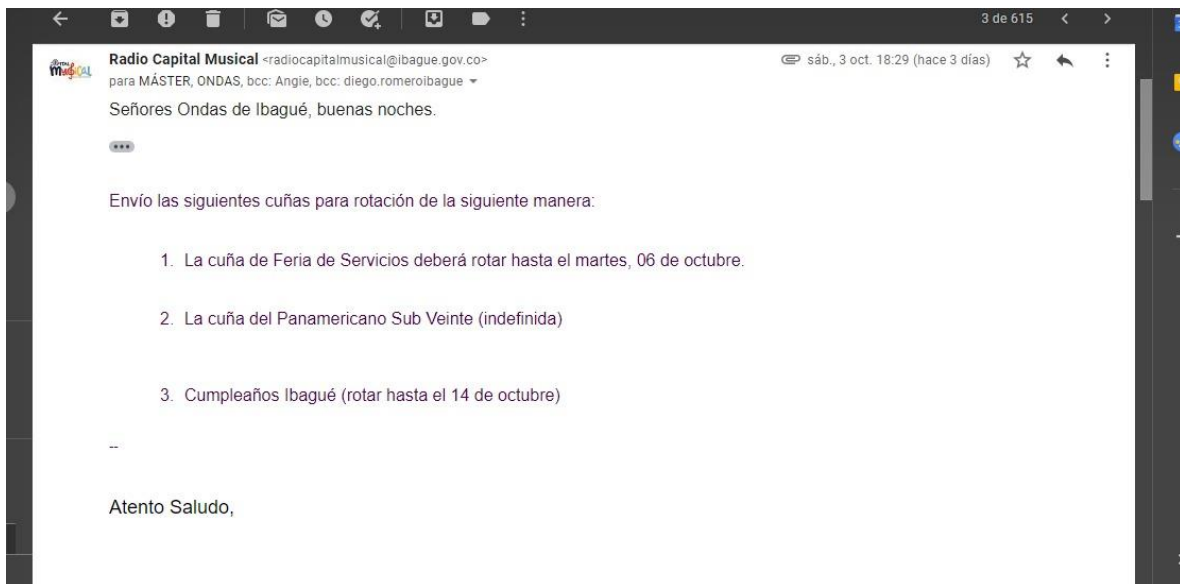 3 de 615
Radio Capital Musical <radiocapitalmusical@ibague.gov.co>
sáb., 3 oct. 18:29 (hace 3 días)
para MÁSTER, ONDAS, bcc: Angie, bcc: diego.romeroibague
Señores Ondas de Ibagué, buenas noches.
Envío las siguientes cuñas para rotación de la siguiente manera:
1. La cuña de Feria de Servicios deberá rotar hasta el martes, 06 de octubre.
2. La cuña del Panamericano Sub Veinte (indefinida)
3. Cumpleaños Ibagué (rotar hasta el 14 de octubre)
--
Atento Saludo,